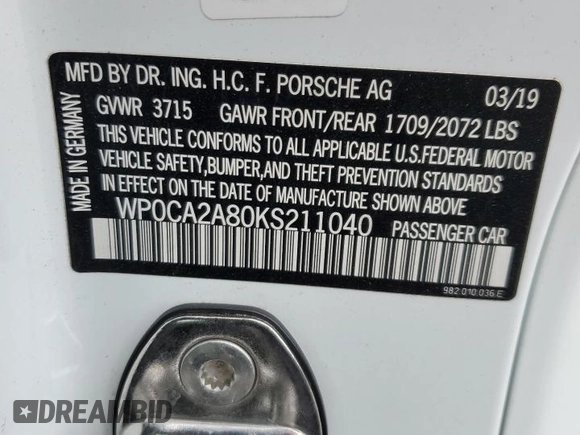 MFD BY DR. ING. H.C. F. PORSCHE AG 03/19
GVWR 3715 GAWR FRONT/REAR 1709/2072 LBS
THIS VEHICLE CONFORMS TO ALL APPLICABLE U.S. FEDERAL MOTOR
VEHICLE SAFETY,BUMPER,AND THEFT PREVENTION STANDARDS
IN EFFECT ON THE DATE OF MANUFACTURE SHOWN ABOVE
WP0CA2A80KS211040 PASSENGER CAR
982.010.036.E
MADE IN GERMANY
DREAMBID